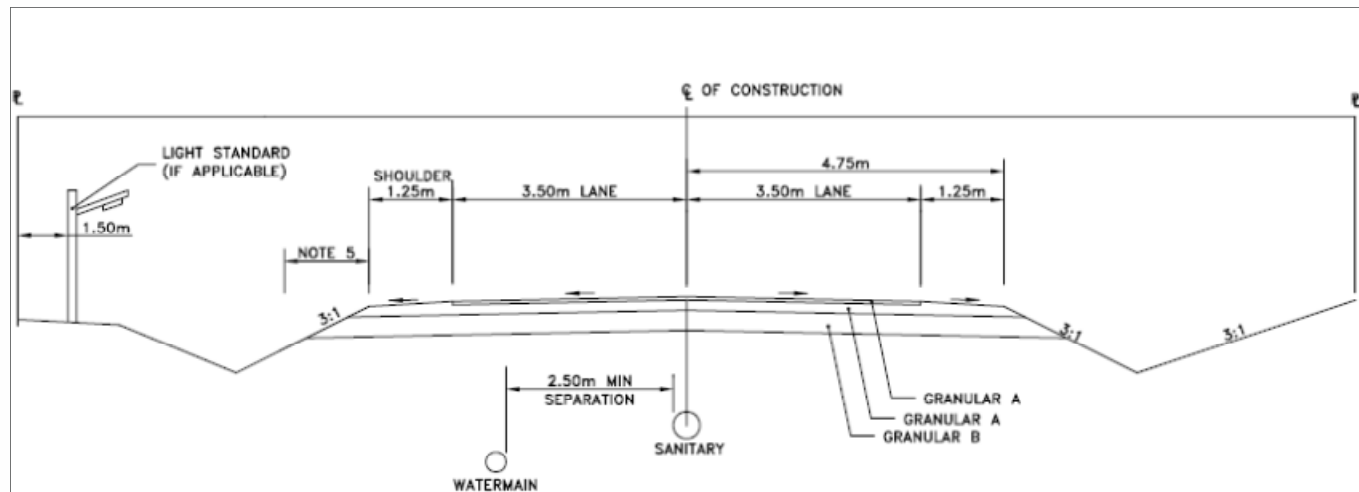 ℄ OF CONSTRUCTION
LIGHT STANDARD
(IF APPLICABLE)
4.75m
SHOULDER
1.25m
3.50m LANE
3.50m LANE
1.25m
1.50m
NOTE 5
3:1
3:1
3:1
2.50m MIN
SEPARATION
GRANULAR A
GRANULAR A
GRANULAR B
SANITARY
WATERMAIN